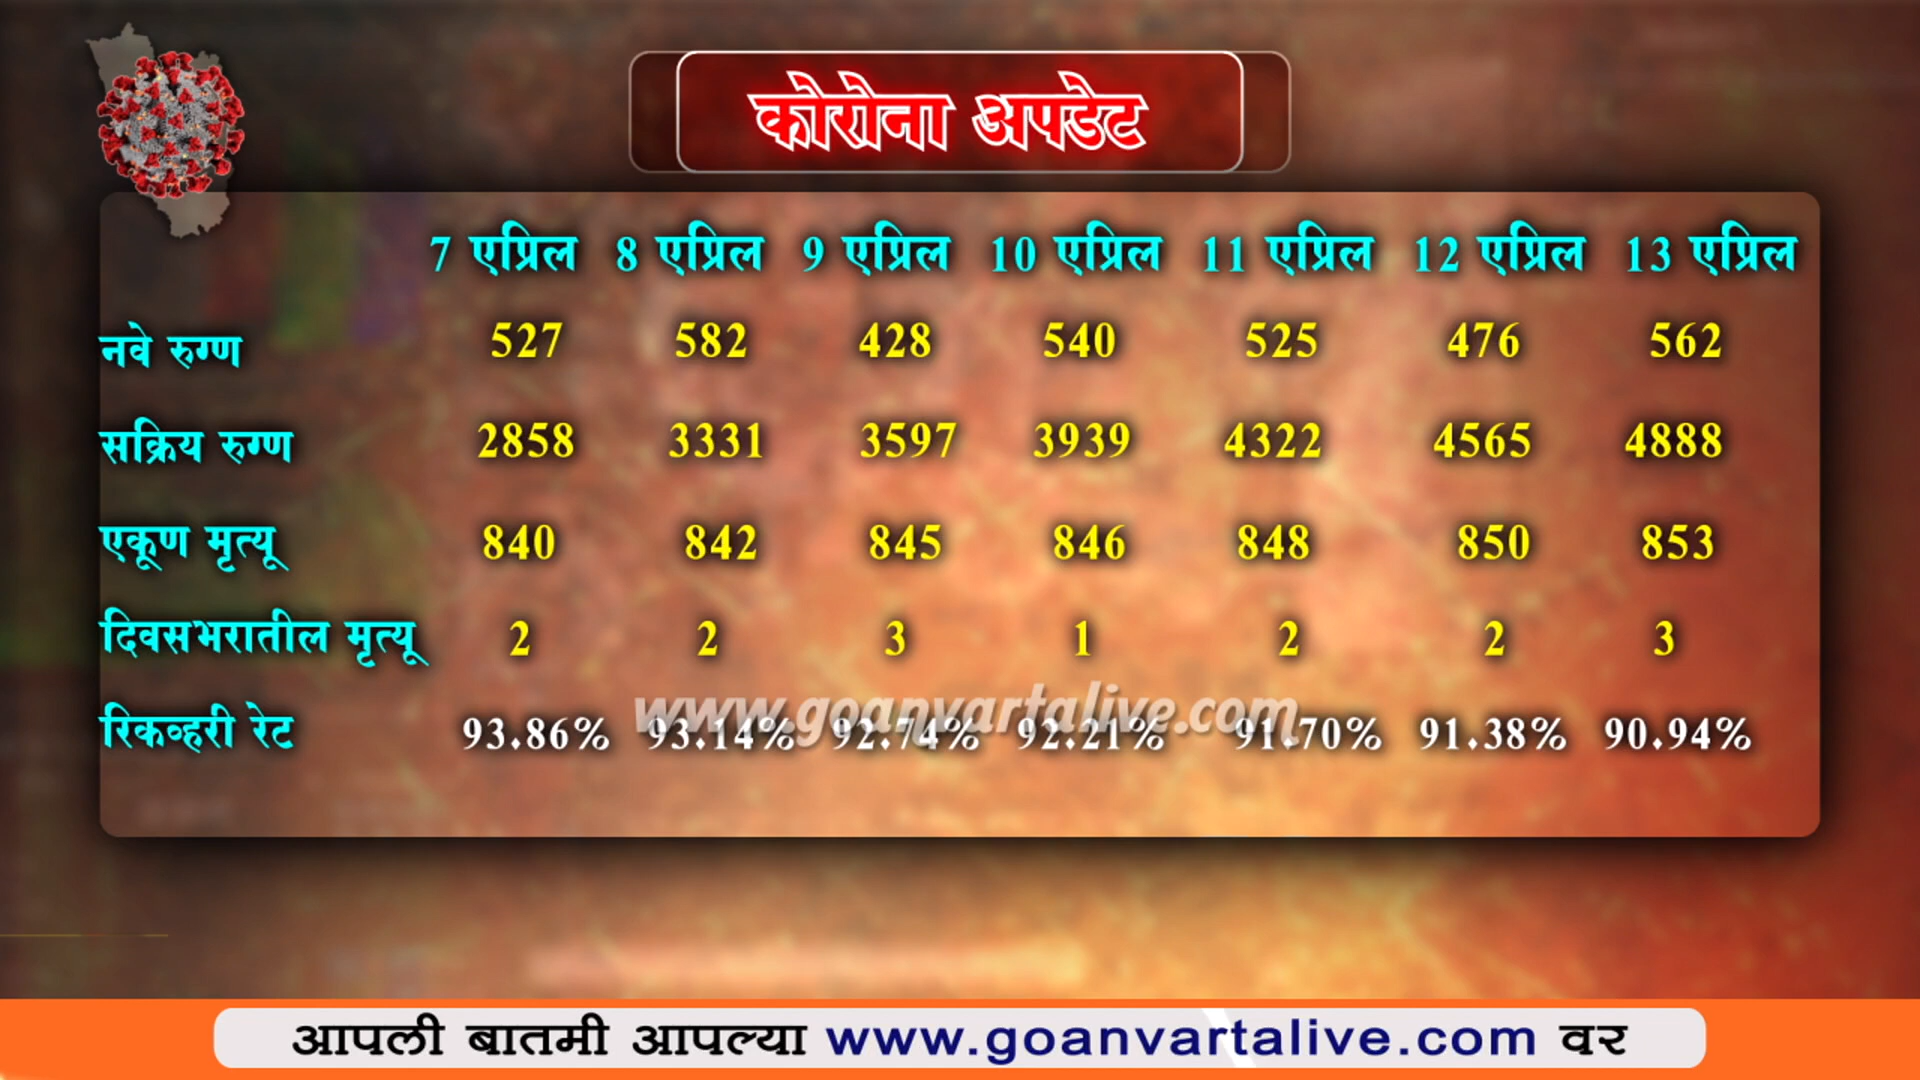 कोरोना अपडेट
7 एप्रिल 8 एप्रिल 9 एप्रिल 10 एप्रिल 11 एप्रिल 12 एप्रिल 13 एप्रिल
नवे रुग्ण 527 582 428 540 525 476 562
सक्रिय रुग्ण 2858 3331 3597 3939 4322 4565 4888
एकूण मृत्यू 840 842 845 846 848 850 853
दिवसभरातील मृत्यू 2 2 3 1 2 2 3
www.goanvartalive.com
रिकव्हरी रेट 93.86% 93.14% 92.74% 92.21% 91.70% 91.38% 90.94%
आपली बातमी आपल्या www.goanvartalive.com वर